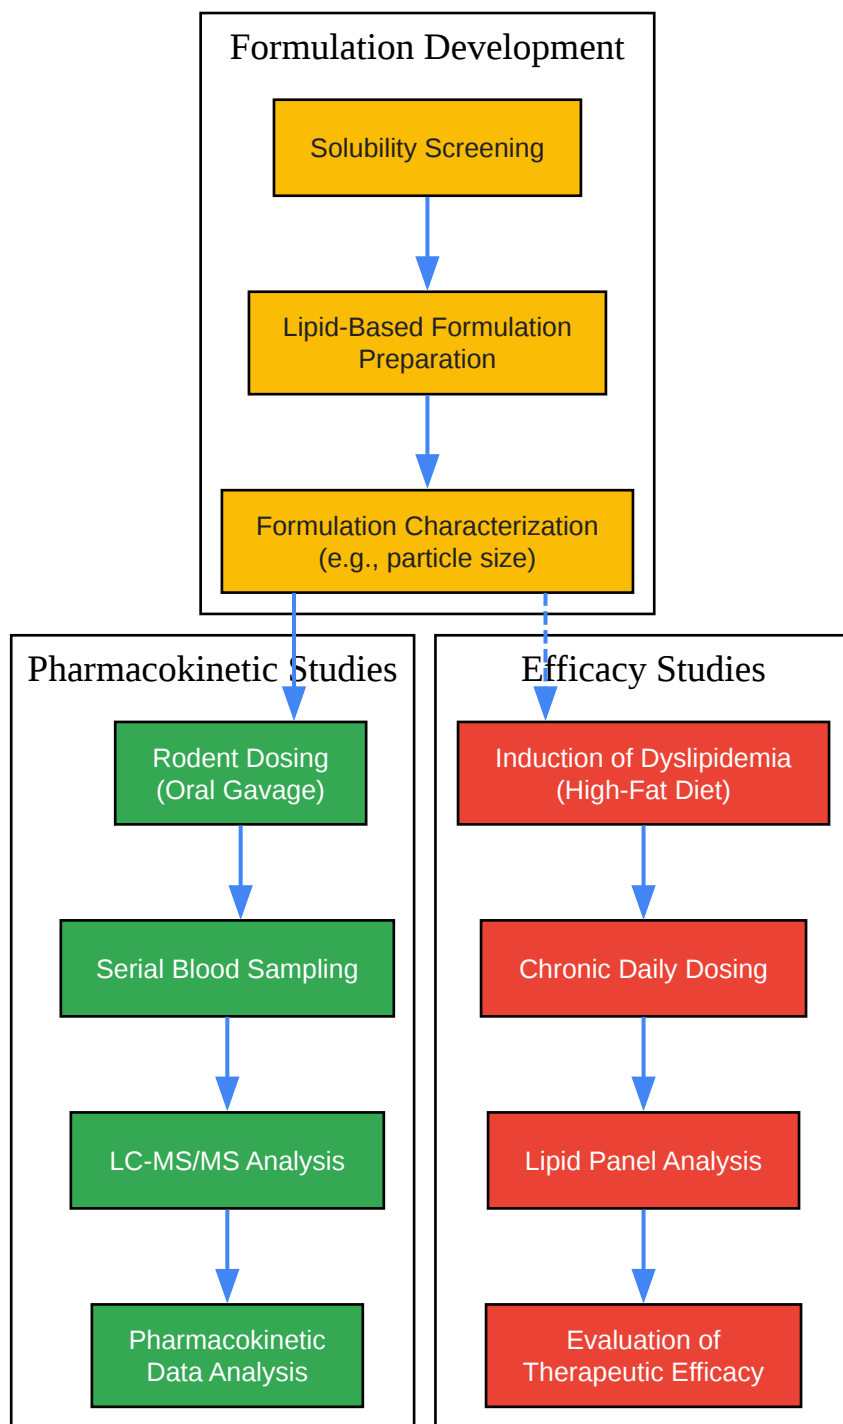 Formulation Development
Solubility Screening
Lipid-Based Formulation
Preparation
Formulation Characterization
(e.g., particle size)
Pharmacokinetic Studies
Rodent Dosing
(Oral Gavage)
Serial Blood Sampling
LC-MS/MS Analysis
Pharmacokinetic
Data Analysis
Efficacy Studies
Induction of Dyslipidemia
(High-Fat Diet)
Chronic Daily Dosing
Lipid Panel Analysis
Evaluation of
Therapeutic Efficacy